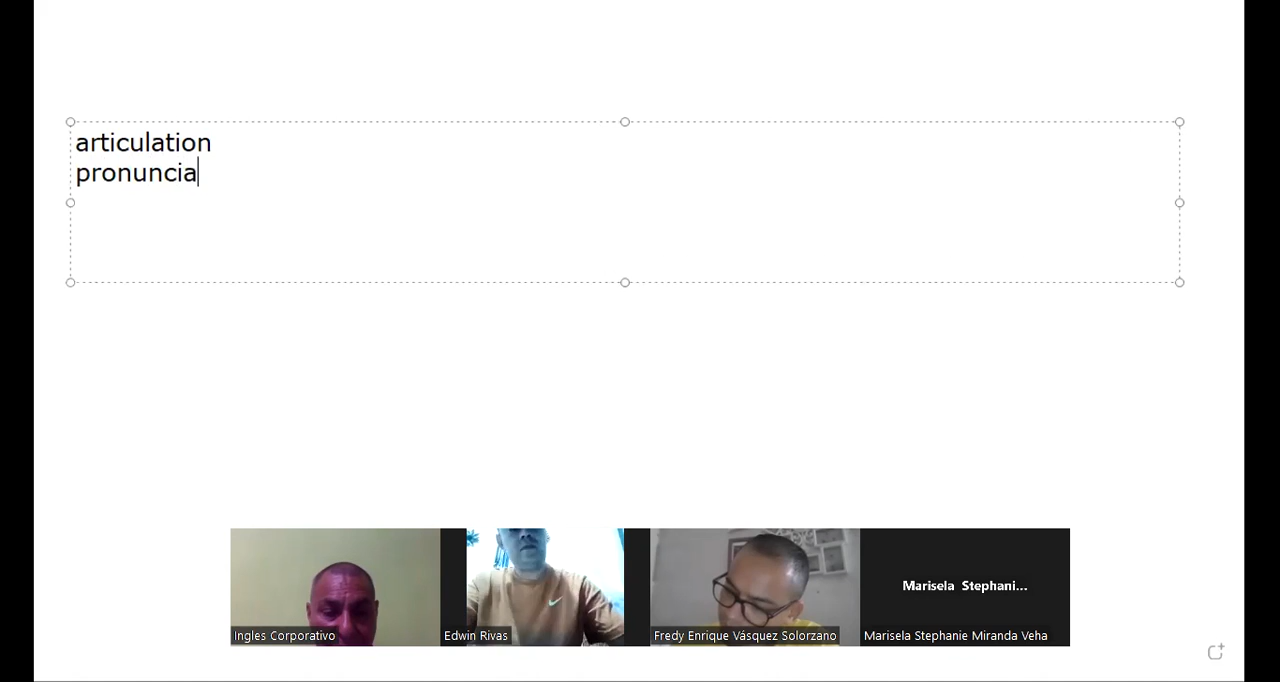 articulation
pronuncia
Marisela Stephani...
Ingles Corporativo
Edwin Rivas
Fredy Enrique Vásquez Solorzano
Marisela Stephanie Miranda Veha